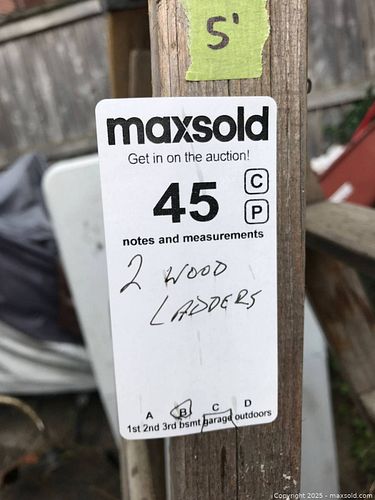 5'
maxsold
Get in on the auction!
45
C
P
notes and measurements
2 WOOD
LADDERS
A B C D
1st 2nd 3rd bsmt garage outdoors
Copyright 2025 - maxsold.com